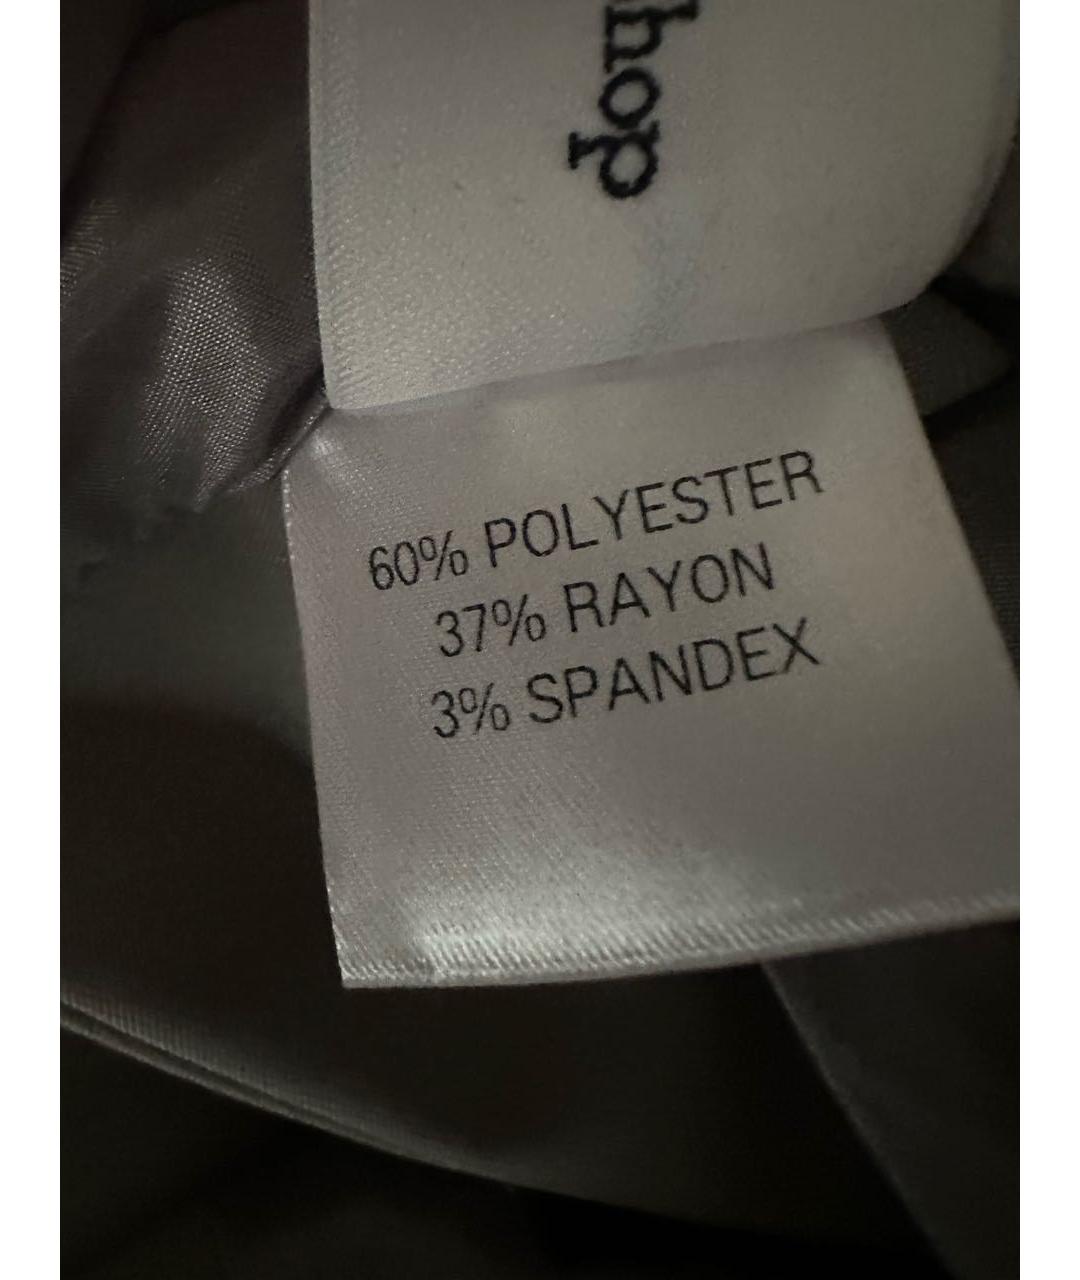 60% POLYESTER
37% RAYON
3% SPANDEX